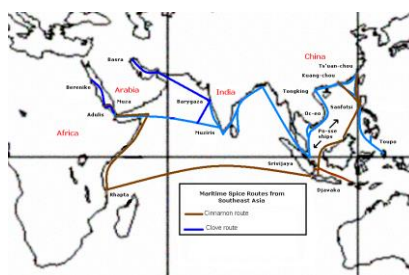 China
Ts'uan-chou
Kuang-chou
Basra
Arabia
India
Tongking
Berenike
Barygaza
Sanfotsi
Muza
Oc-eo
Adulis
Muziris
Po-sse
ships
Africa
Toupo
Srivijaya
Djavaka
Rhapta
Maritime Spice Routes from
Southeast Asia
Cinnamon route
Clove route